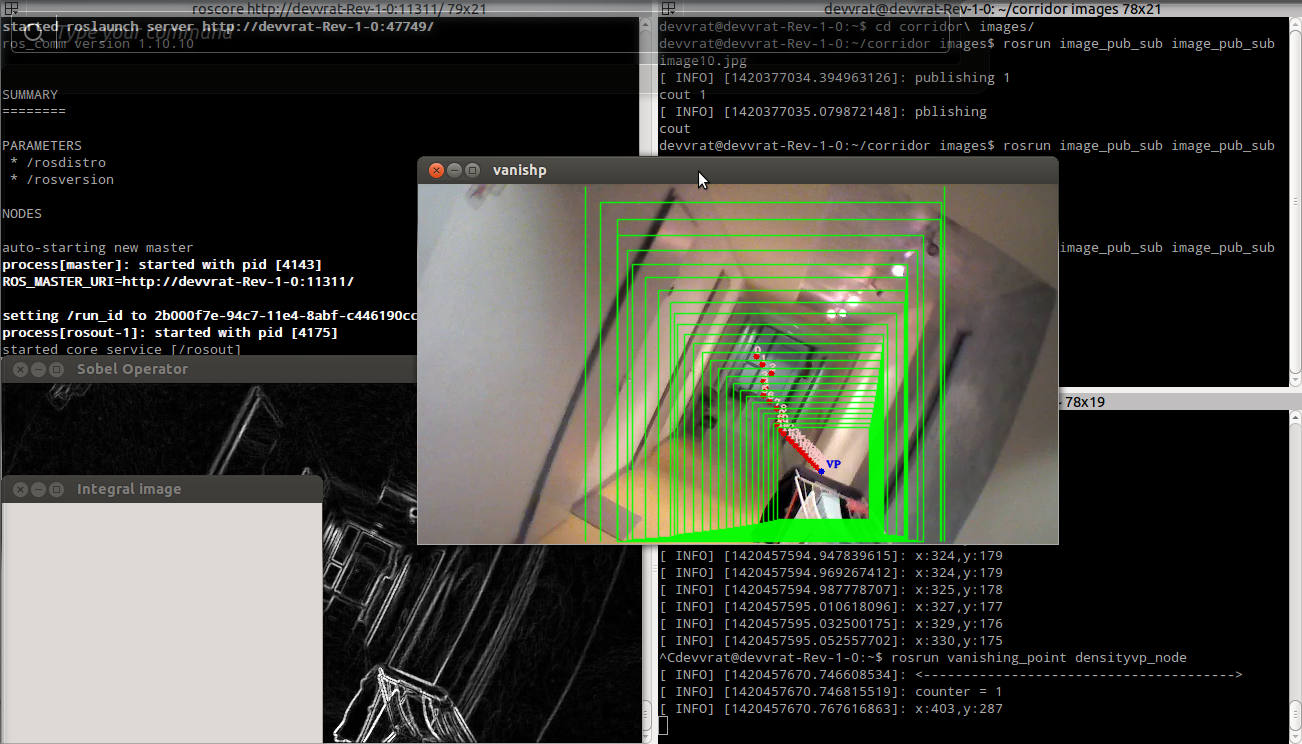 roscore http://devvrat-Rev-1-0:11311/ 79x21
started roslaunch server http://devvrat-Rev-1-0:47749/
Type your command
ros_comm version 1.10.10
SUMMARY
========
PARAMETERS
* /rosdistro
* /rosversion
NODES
auto-starting new master
process[master]: started with pid [4143]
ROS_MASTER_URI=http://devvrat-Rev-1-0:11311/
setting /run_id to 2b000f7e-94c7-11e4-8abf-c446190cc
process[rosout-1]: started with pid [4175]
started core service [/rosout]
devvrat@devvrat-Rev-1-0: ~/corridor images 78x21
devvrat@devvrat-Rev-1-0:~$ cd corridor\ images/
devvrat@devvrat-Rev-1-0:~/corridor images$ rosrun image_pub_sub image_pub_sub
image10.jpg
[ INFO] [1420377034.394963126]: publishing 1
cout 1
[ INFO] [1420377035.079872148]: pblishing
cout
devvrat@devvrat-Rev-1-0:~/corridor images$ rosrun image_pub_sub image_pub_sub
image_pub_sub image_pub_sub
vanishp
VP
Sobel Operator
Integral image
78x19
[ INFO] [1420457594.947839615]: x:324,y:179
[ INFO] [1420457594.969267412]: x:324,y:179
[ INFO] [1420457594.987778707]: x:325,y:178
[ INFO] [1420457595.010618096]: x:327,y:177
[ INFO] [1420457595.032500175]: x:329,y:176
[ INFO] [1420457595.052557702]: x:330,y:175
^Cdevvrat@devvrat-Rev-1-0:~$ rosrun vanishing_point densityvp_node
[ INFO] [1420457670.746608534]: <--------------------------------------->
[ INFO] [1420457670.746815519]: counter = 1
[ INFO] [1420457670.767616863]: x:403,y:287